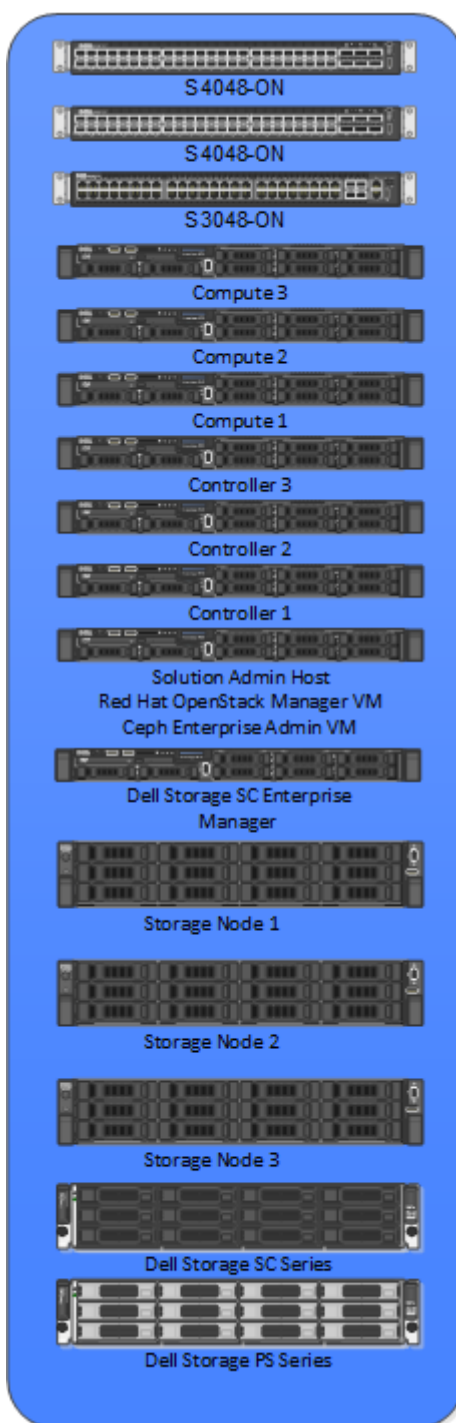 S4048-ON
S4048-ON
S3048-ON
Compute 3
Compute 2
Compute 1
Controller 3
Controller 2
Controller 1
Solution Admin Host
Red Hat OpenStack Manager VM
Ceph Enterprise Admin VM
Dell Storage SC Enterprise
Manager
Storage Node 1
Storage Node 2
Storage Node 3
Dell Storage SC Series
Dell Storage PS Series